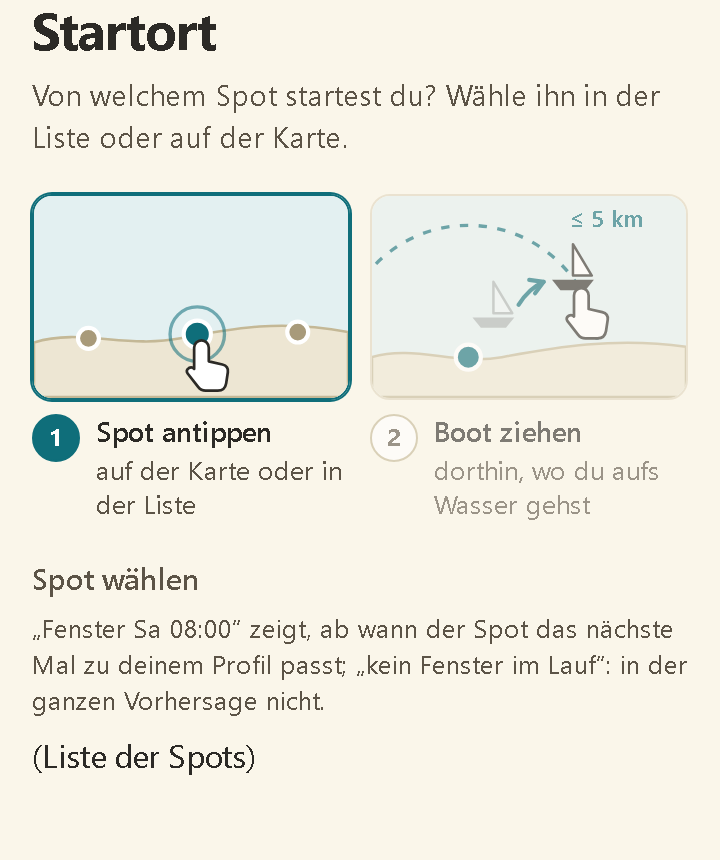 Startort
Von welchem Spot startest du? Wähle ihn in der
Liste oder auf der Karte.
≤ 5 km
1 Spot antippen
auf der Karte oder in
der Liste
2 Boot ziehen
dorthin, wo du aufs
Wasser gehst
Spot wählen
„Fenster Sa 08:00“ zeigt, ab wann der Spot das nächste
Mal zu deinem Profil passt; „kein Fenster im Lauf“: in der
ganzen Vorhersage nicht.
(Liste der Spots)